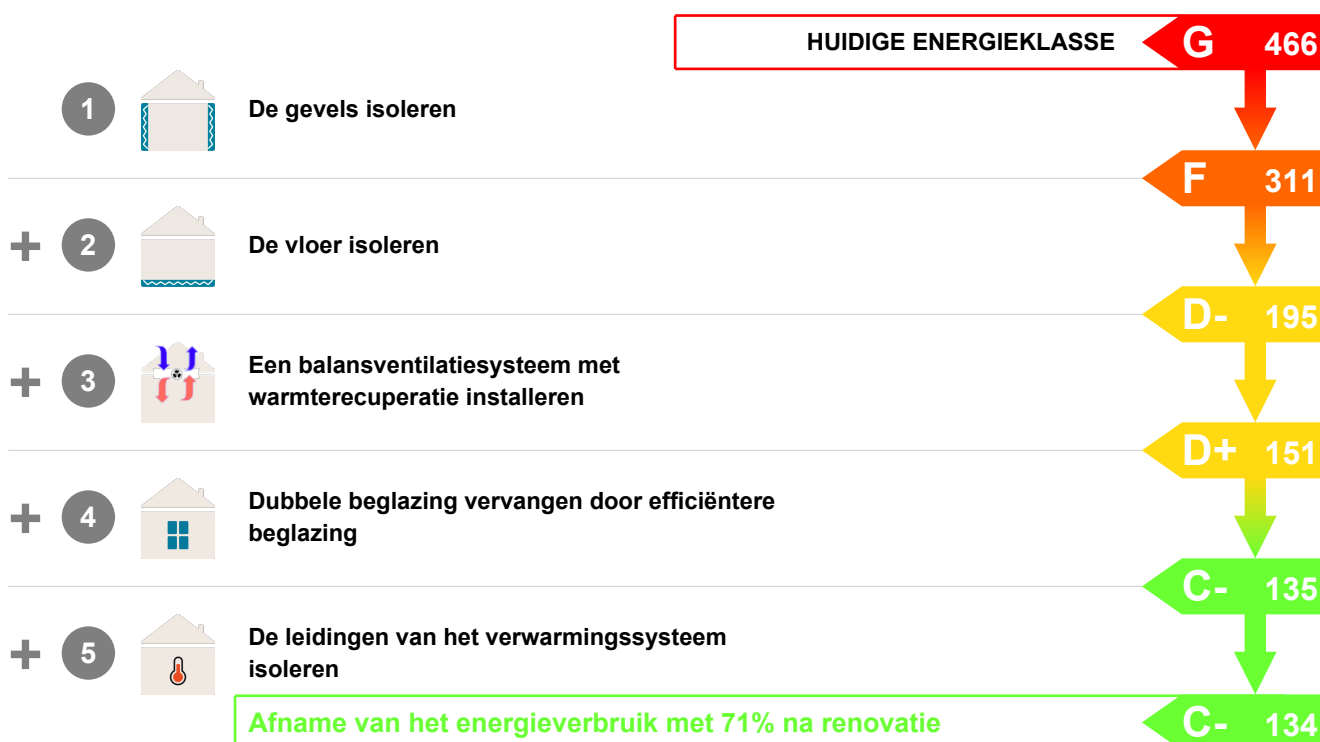 HUIDIGE ENERGIEKLASSE G 466
1 De gevels isoleren
F 311
+ 2 De vloer isoleren
D- 195
+ 3 Een balansventilatiesysteem met
warmterecuperatie installeren
D+ 151
+ 4 Dubbele beglazing vervangen door efficiëntere
beglazing
C- 135
+ 5 De leidingen van het verwarmingssysteem
isoleren
Afname van het energieverbruik met 71% na renovatie C- 134